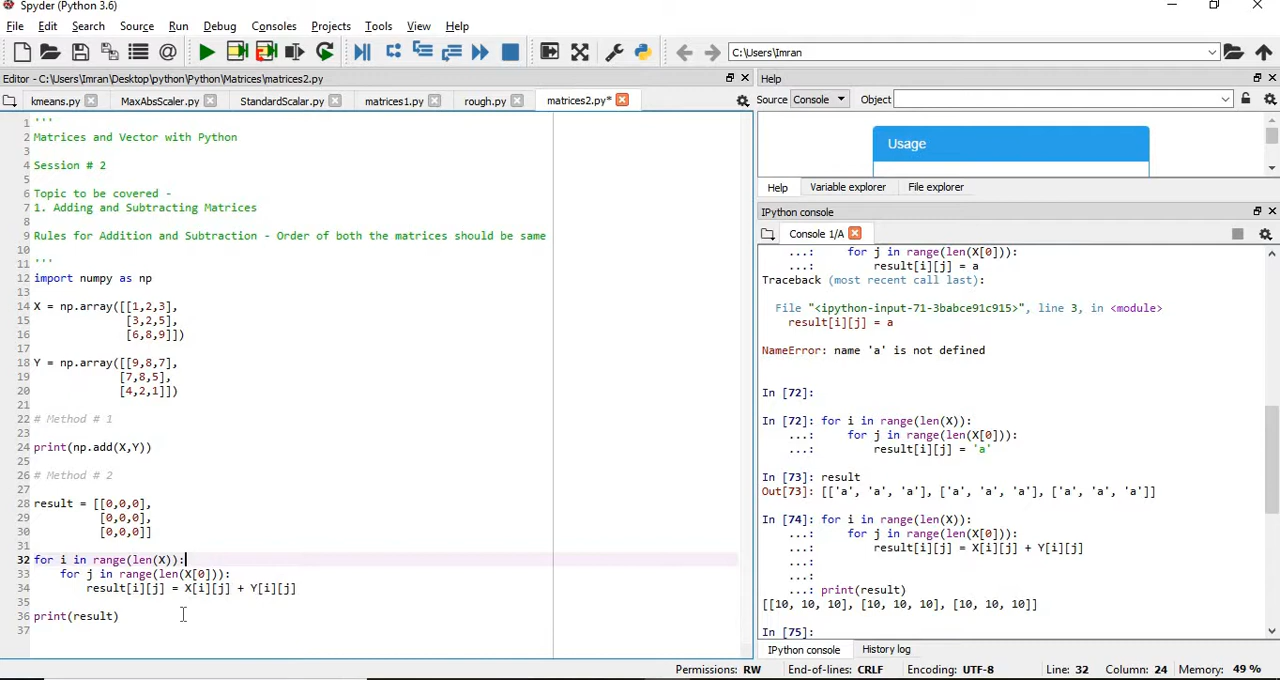 Spyder (Python 3.6)
File Edit Search Source Run Debug Consoles Projects Tools View Help
C:\Users\Imran
Editor - C:\Users\Imran\Desktop\python\Python\Matrices\matrices2.py
Help
kmeans.py MaxAbsScaler.py StandardScalar.py matrices1.py rough.py matrices2.py*
Source Console Object
1 '''
2 Matrices and Vector with Python
3
4 Session # 2
5
6 Topic to be covered -
7 1. Adding and Subtracting Matrices
8
9 Rules for Addition and Subtraction - Order of both the matrices should be same
10
11 '''
12 import numpy as np
13
14 X = np.array([[1,2,3],
15 [3,2,5],
16 [6,8,9]])
17
18 Y = np.array([[9,8,7],
19 [7,8,5],
20 [4,2,1]])
21
22 # Method # 1
23
24 print(np.add(X,Y))
25
26 # Method # 2
27
28 result = [[0,0,0],
29 [0,0,0],
30 [0,0,0]]
31
32 for i in range(len(X)):
33 for j in range(len(X[0])):
34 result[i][j] = X[i][j] + Y[i][j]
35
36 print(result)
37
Usage
Help Variable explorer File explorer
IPython console
Console 1/A
...: for j in range(len(X[0])):
...: result[i][j] = a
Traceback (most recent call last):
File "<ipython-input-71-3babce91c915>", line 3, in <module>
result[i][j] = a
NameError: name 'a' is not defined
In [72]:
In [72]: for i in range(len(X)):
...: for j in range(len(X[0])):
...: result[i][j] = 'a'
In [73]: result
Out[73]: [['a', 'a', 'a'], ['a', 'a', 'a'], ['a', 'a', 'a']]
In [74]: for i in range(len(X)):
...: for j in range(len(X[0])):
...: result[i][j] = X[i][j] + Y[i][j]
...:
...:
...: print(result)
[[10, 10, 10], [10, 10, 10], [10, 10, 10]]
In [75]:
IPython console History log
Permissions: RW End-of-lines: CRLF Encoding: UTF-8 Line: 32 Column: 24 Memory: 49 %